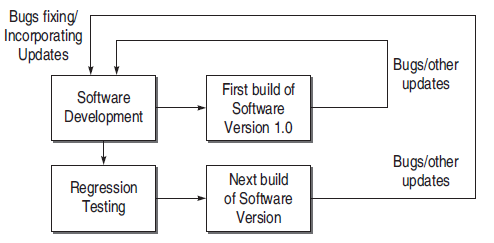 Bugs fixing/
Incorporating
Updates
Bugs/other
updates
Software
Development
First build of
Software
Version 1.0
Bugs/other
updates
Regression
Testing
Next build
of Software
Version